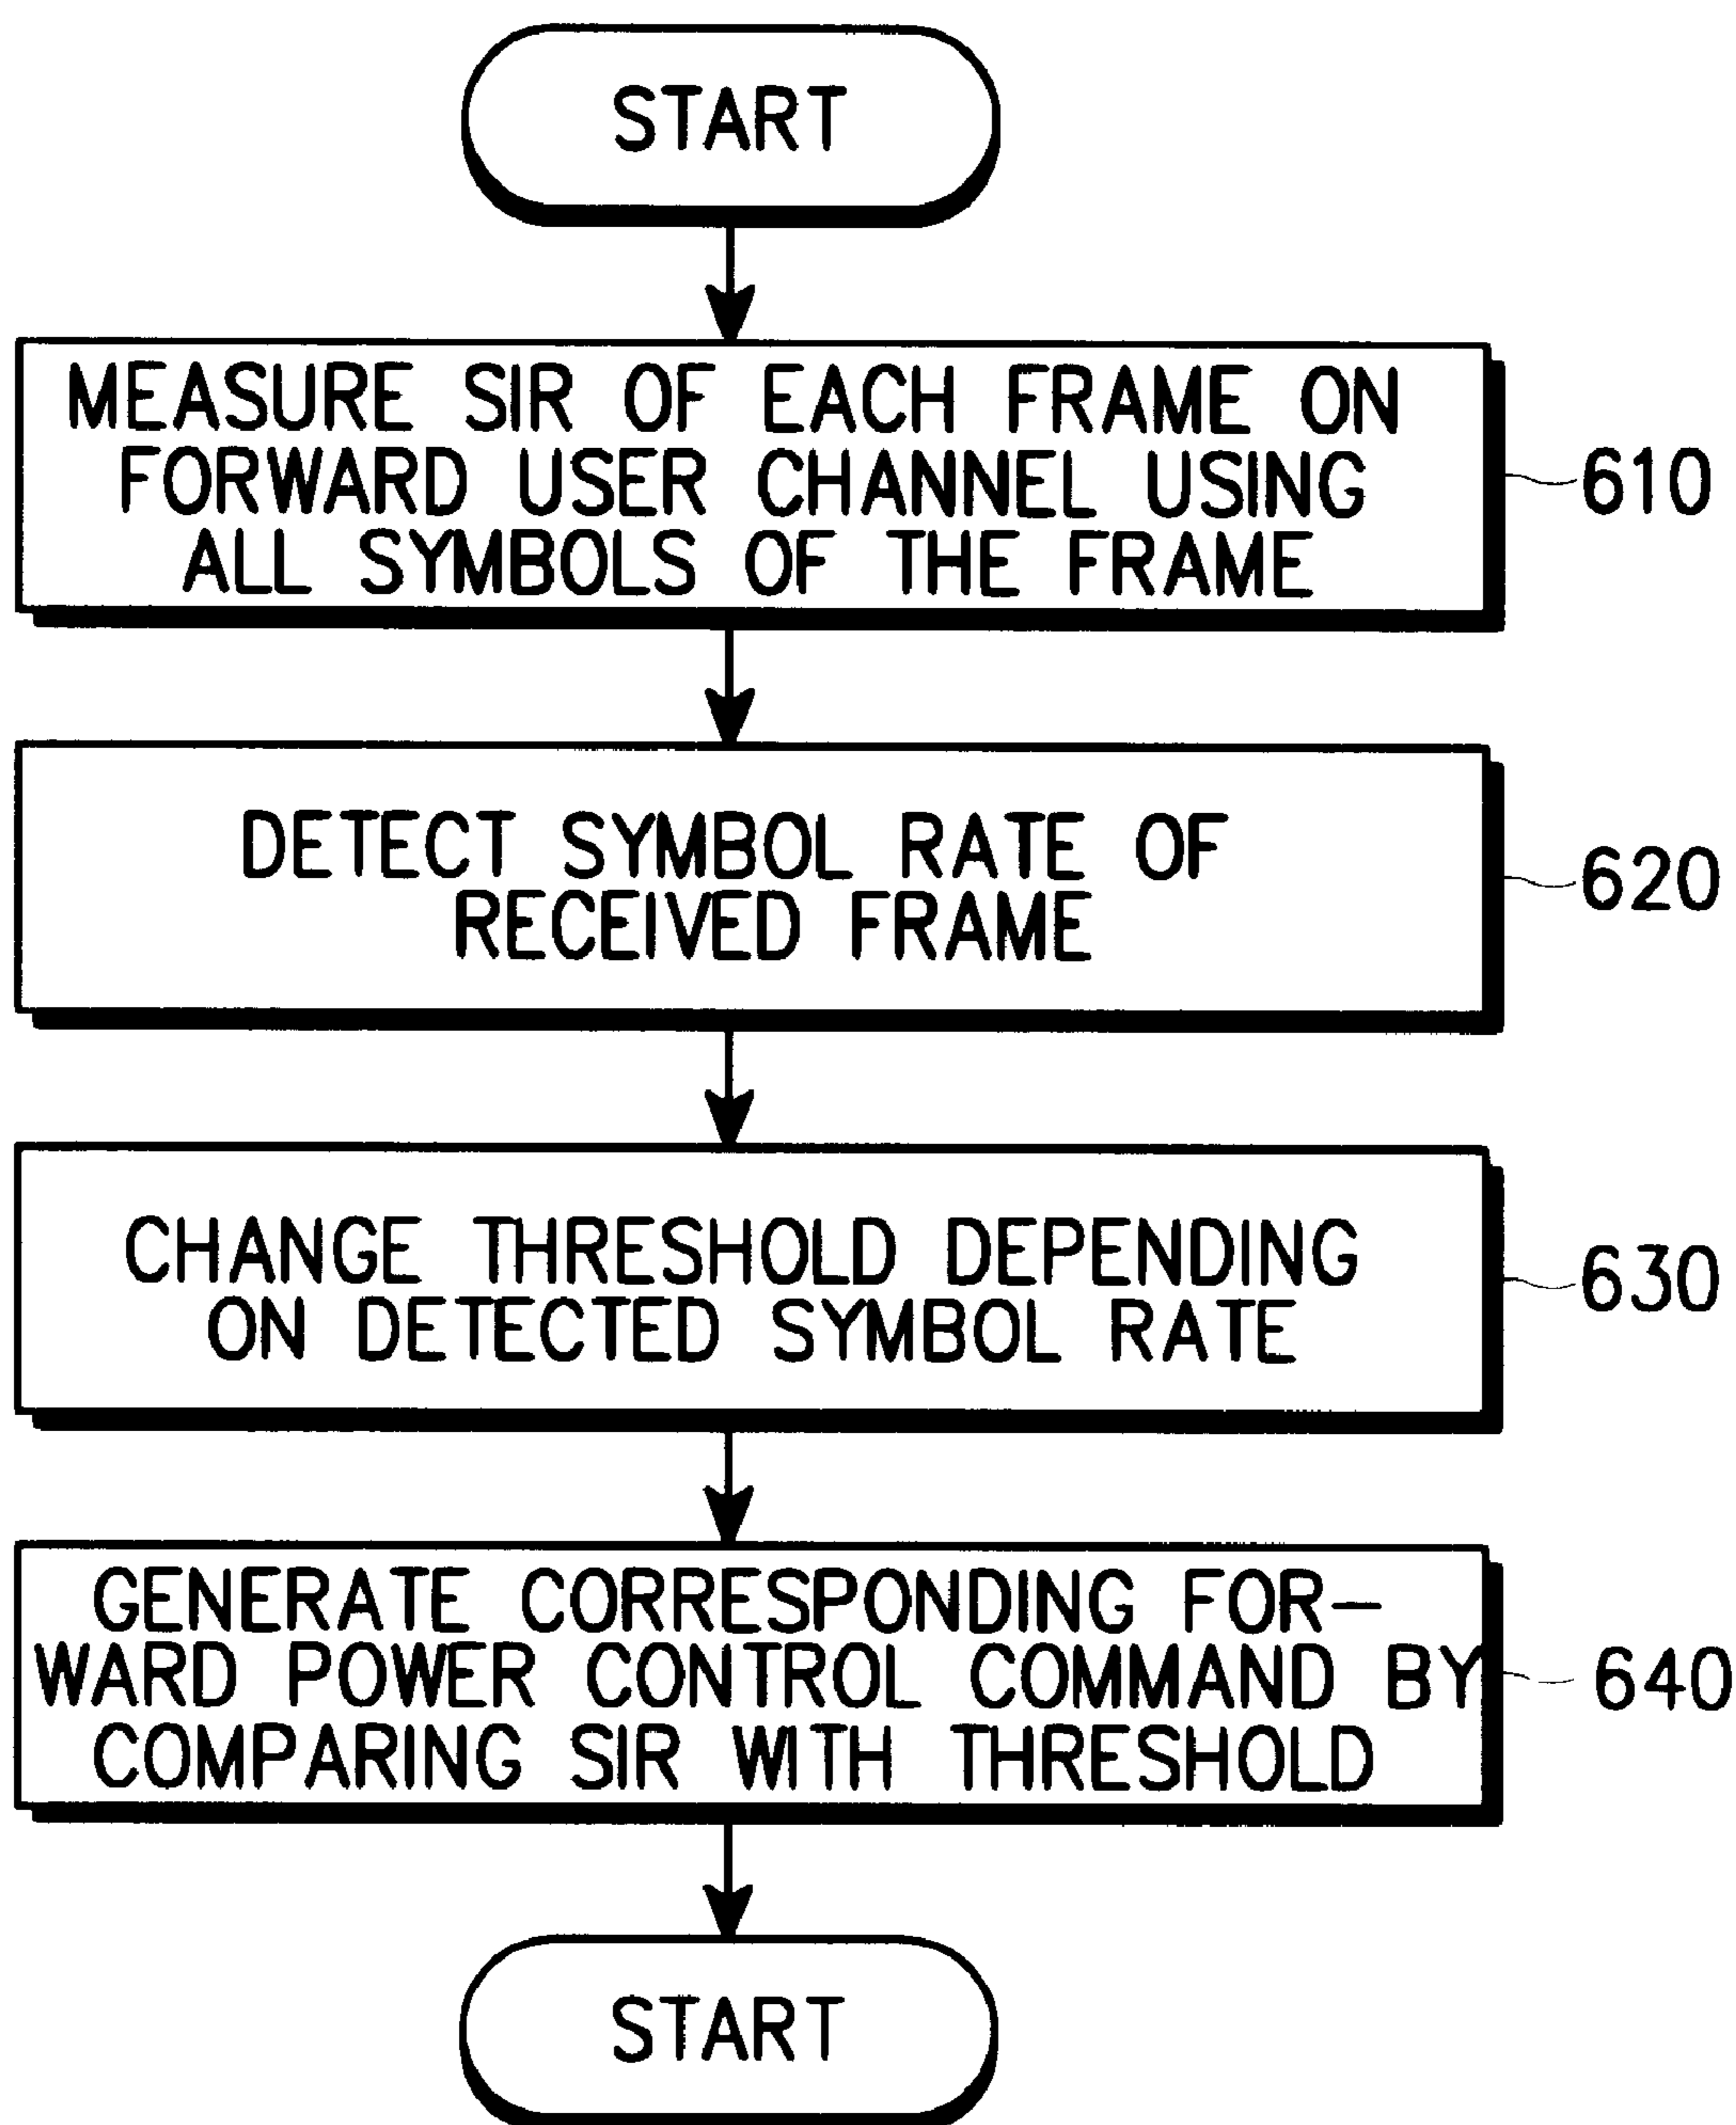 START
MEASURE SIR OF EACH FRAME ON
FORWARD USER CHANNEL USING
ALL SYMBOLS OF THE FRAME
610
DETECT SYMBOL RATE OF
RECEIVED FRAME
620
CHANGE THRESHOLD DEPENDING
ON DETECTED SYMBOL RATE
630
GENERATE CORRESPONDING FOR-
WARD POWER CONTROL COMMAND BY
COMPARING SIR WITH THRESHOLD
640
START